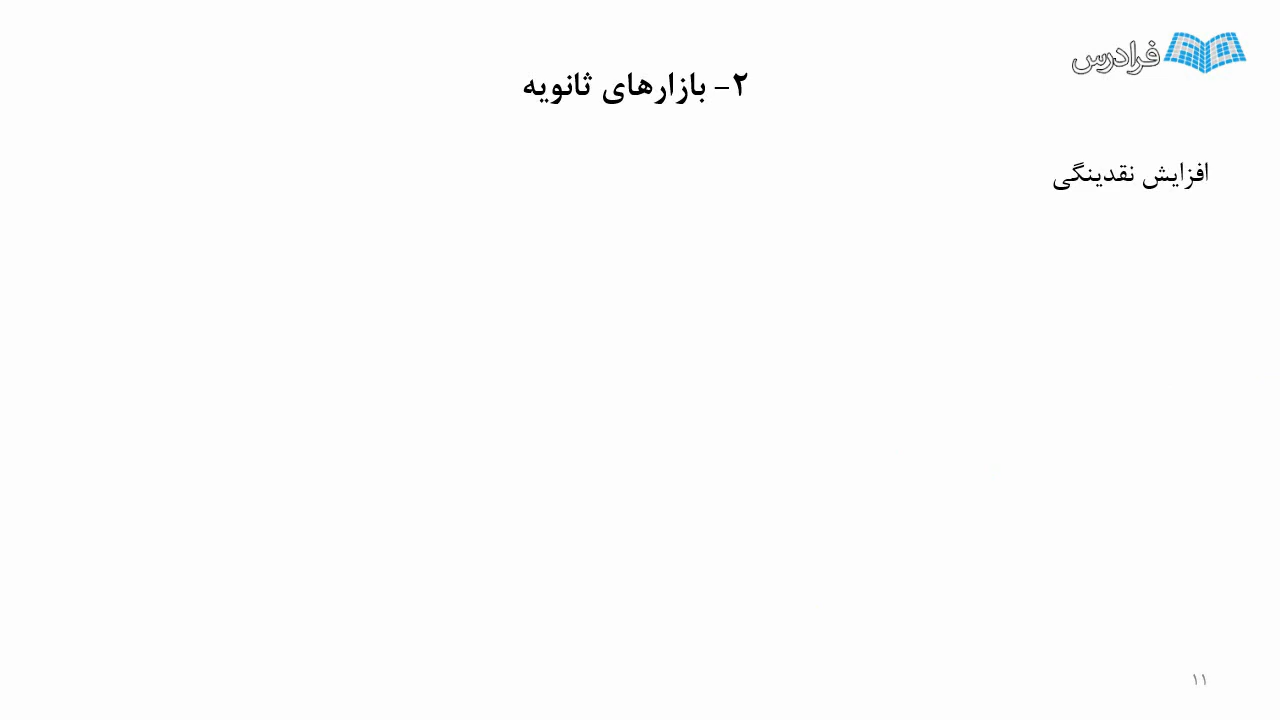 فرادرس
۲- بازارهای ثانویه
افزایش نقدینگی
۱۱